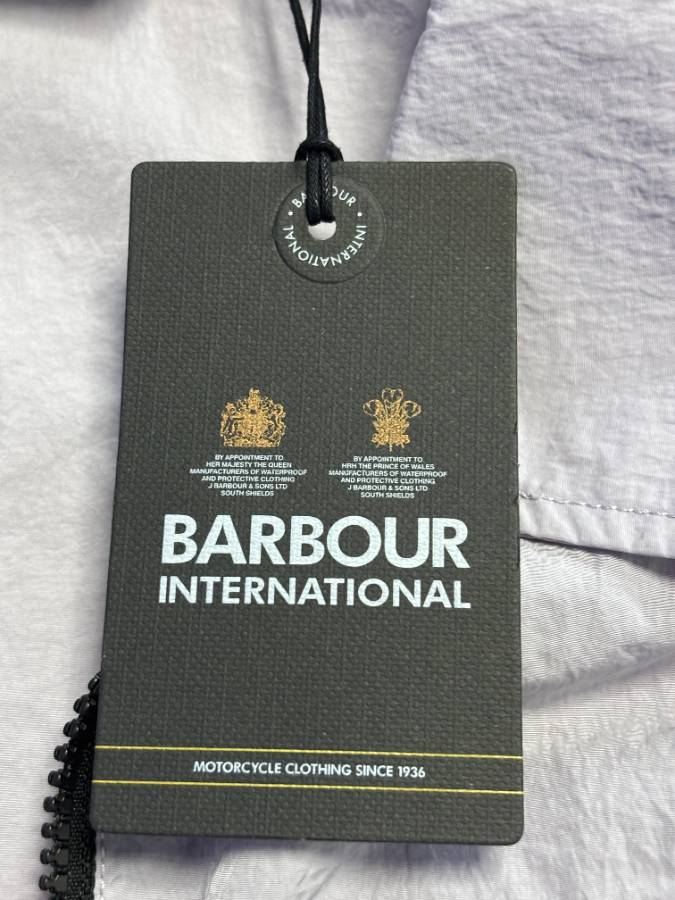 BARBOUR • INTERNATIONAL •
BY APPOINTMENT TO
HER MAJESTY THE QUEEN
MANUFACTURERS OF WATERPROOF
AND PROTECTIVE CLOTHING
J BARBOUR & SONS LTD
SOUTH SHIELDS
BY APPOINTMENT TO
HRH THE PRINCE OF WALES
MANUFACTURERS OF WATERPROOF
AND PROTECTIVE CLOTHING
J BARBOUR & SONS LTD
SOUTH SHIELDS
BARBOUR
INTERNATIONAL
MOTORCYCLE CLOTHING SINCE 1936